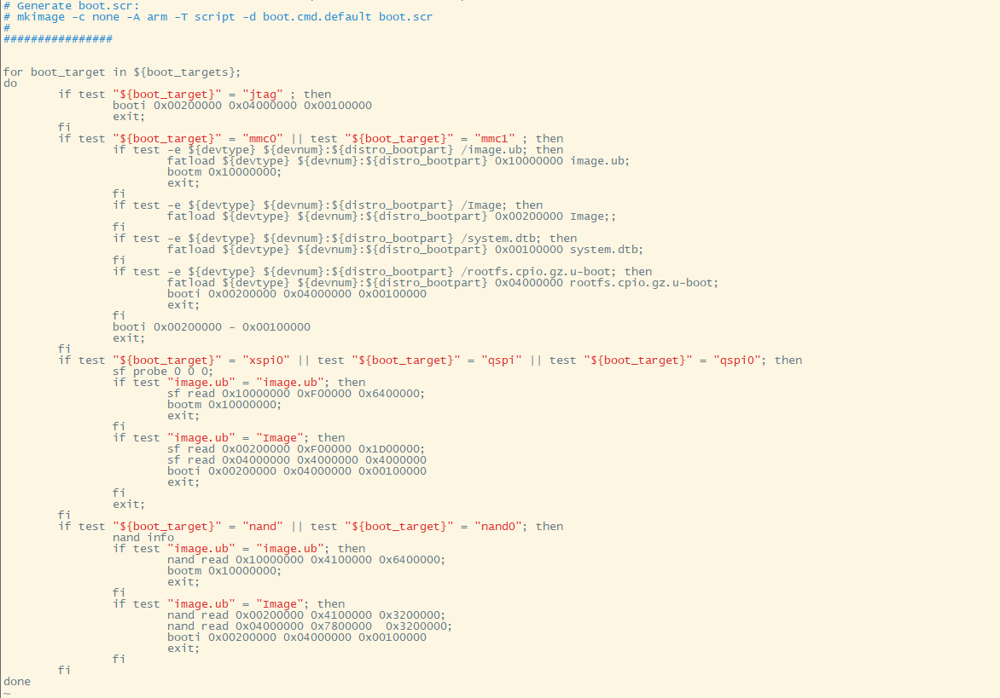 # Generate boot.scr:
# mkimage -c none -A arm -T script -d boot.cmd.default boot.scr
#
################
for boot_target in ${boot_targets};
do
if test "${boot_target}" = "jtag" ; then
booti 0x00200000 0x04000000 0x00100000
exit;
fi
if test "${boot_target}" = "mmc0" || test "${boot_target}" = "mmc1" ; then
if test -e ${devtype} ${devnum}:${distro_bootpart} /image.ub; then
fatload ${devtype} ${devnum}:${distro_bootpart} 0x10000000 image.ub;
bootm 0x10000000;
exit;
fi
if test -e ${devtype} ${devnum}:${distro_bootpart} /Image; then
fatload ${devtype} ${devnum}:${distro_bootpart} 0x00200000 Image;;
fi
if test -e ${devtype} ${devnum}:${distro_bootpart} /system.dtb; then
fatload ${devtype} ${devnum}:${distro_bootpart} 0x00100000 system.dtb;
fi
if test -e ${devtype} ${devnum}:${distro_bootpart} /rootfs.cpio.gz.u-boot; then
fatload ${devtype} ${devnum}:${distro_bootpart} 0x04000000 rootfs.cpio.gz.u-boot;
booti 0x00200000 0x04000000 0x00100000
exit;
fi
booti 0x00200000 - 0x00100000
exit;
fi
if test "${boot_target}" = "xspi0" || test "${boot_target}" = "qspi" || test "${boot_target}" = "qspi0"; then
sf probe 0 0 0;
if test "image.ub" = "image.ub"; then
sf read 0x10000000 0xF00000 0x6400000;
bootm 0x10000000;
exit;
fi
if test "image.ub" = "Image"; then
sf read 0x00200000 0xF00000 0x1D00000;
sf read 0x04000000 0x4000000 0x4000000
booti 0x00200000 0x04000000 0x00100000
exit;
fi
exit;
fi
if test "${boot_target}" = "nand" || test "${boot_target}" = "nand0"; then
nand info
if test "image.ub" = "image.ub"; then
nand read 0x10000000 0x4100000 0x6400000;
bootm 0x10000000;
exit;
fi
if test "image.ub" = "Image"; then
nand read 0x00200000 0x4100000 0x3200000;
nand read 0x04000000 0x7800000  0x3200000;
booti 0x00200000 0x04000000 0x00100000
exit;
fi
fi
done
~